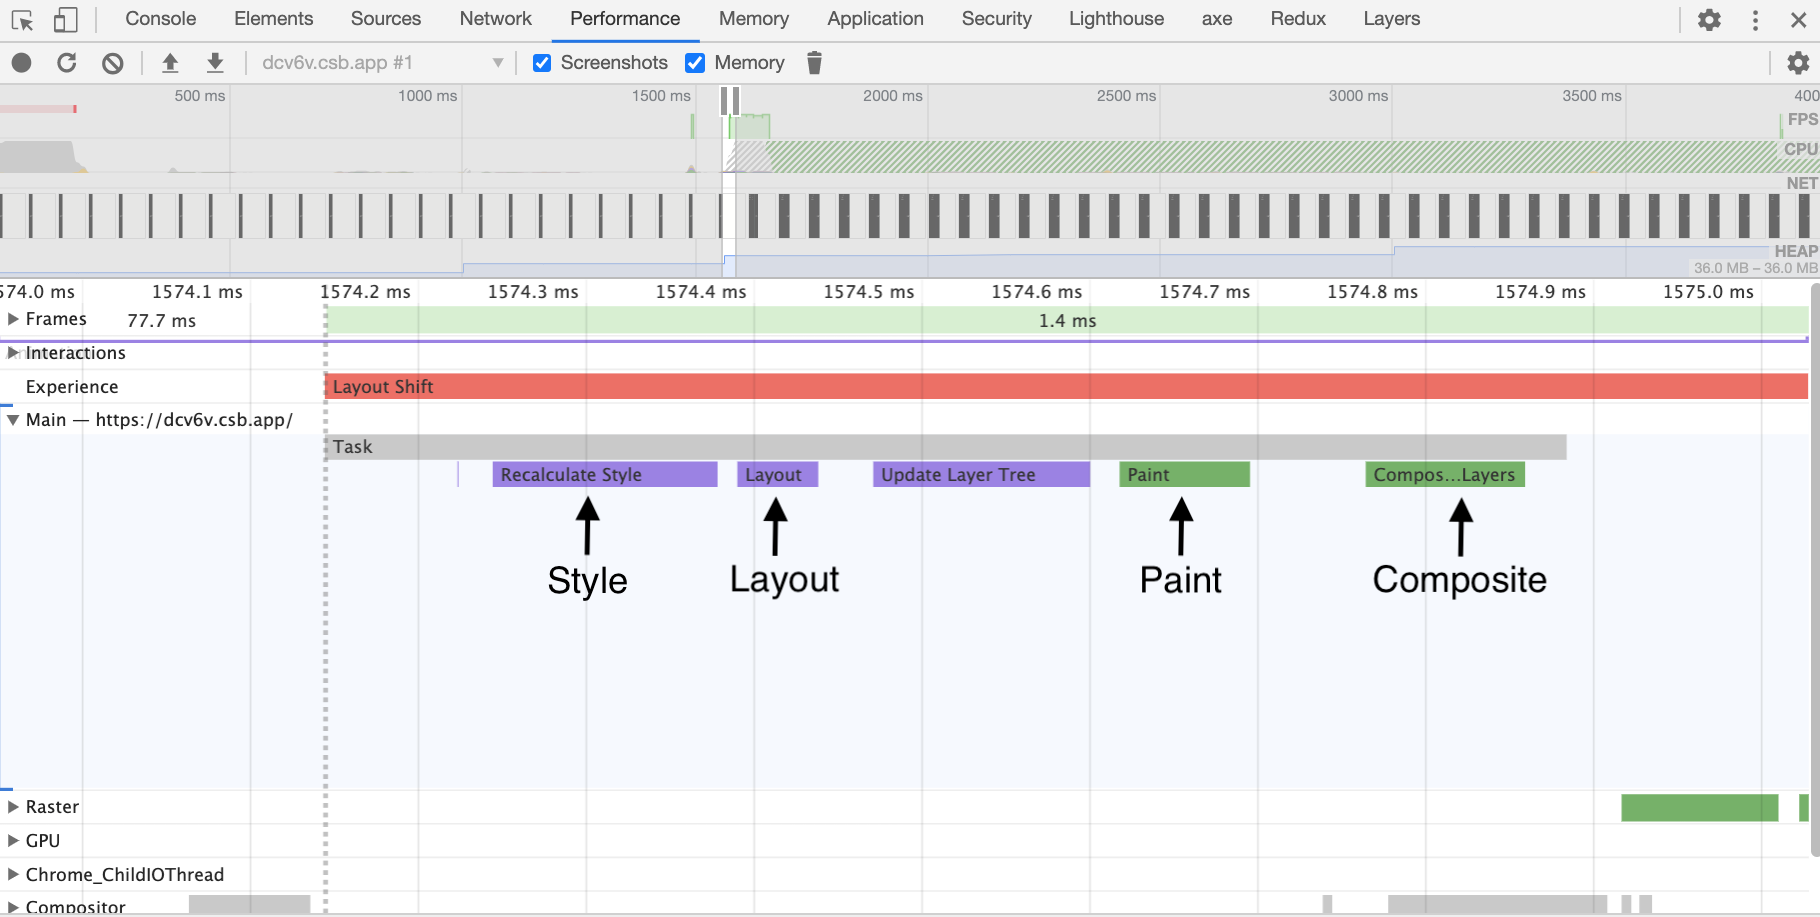 Console Elements Sources Network Performance Memory Application Security Lighthouse axe Redux Layers
dcv6v.csb.app #1 Screenshots Memory
500 ms 1000 ms 1500 ms 2000 ms 2500 ms 3000 ms 3500 ms 400
FPS
CPU
NET
HEAP
36.0 MB – 36.0 MB
574.0 ms 1574.1 ms 1574.2 ms 1574.3 ms 1574.4 ms 1574.5 ms 1574.6 ms 1574.7 ms 1574.8 ms 1574.9 ms 1575.0 ms
Frames 77.7 ms 1.4 ms
Interactions
Experience Layout Shift
Main — https://dcv6v.csb.app/
Task
Recalculate Style Layout Update Layer Tree Paint Compos...Layers
Style Layout Paint Composite
Raster
GPU
Chrome_ChildIOThread
Compositor